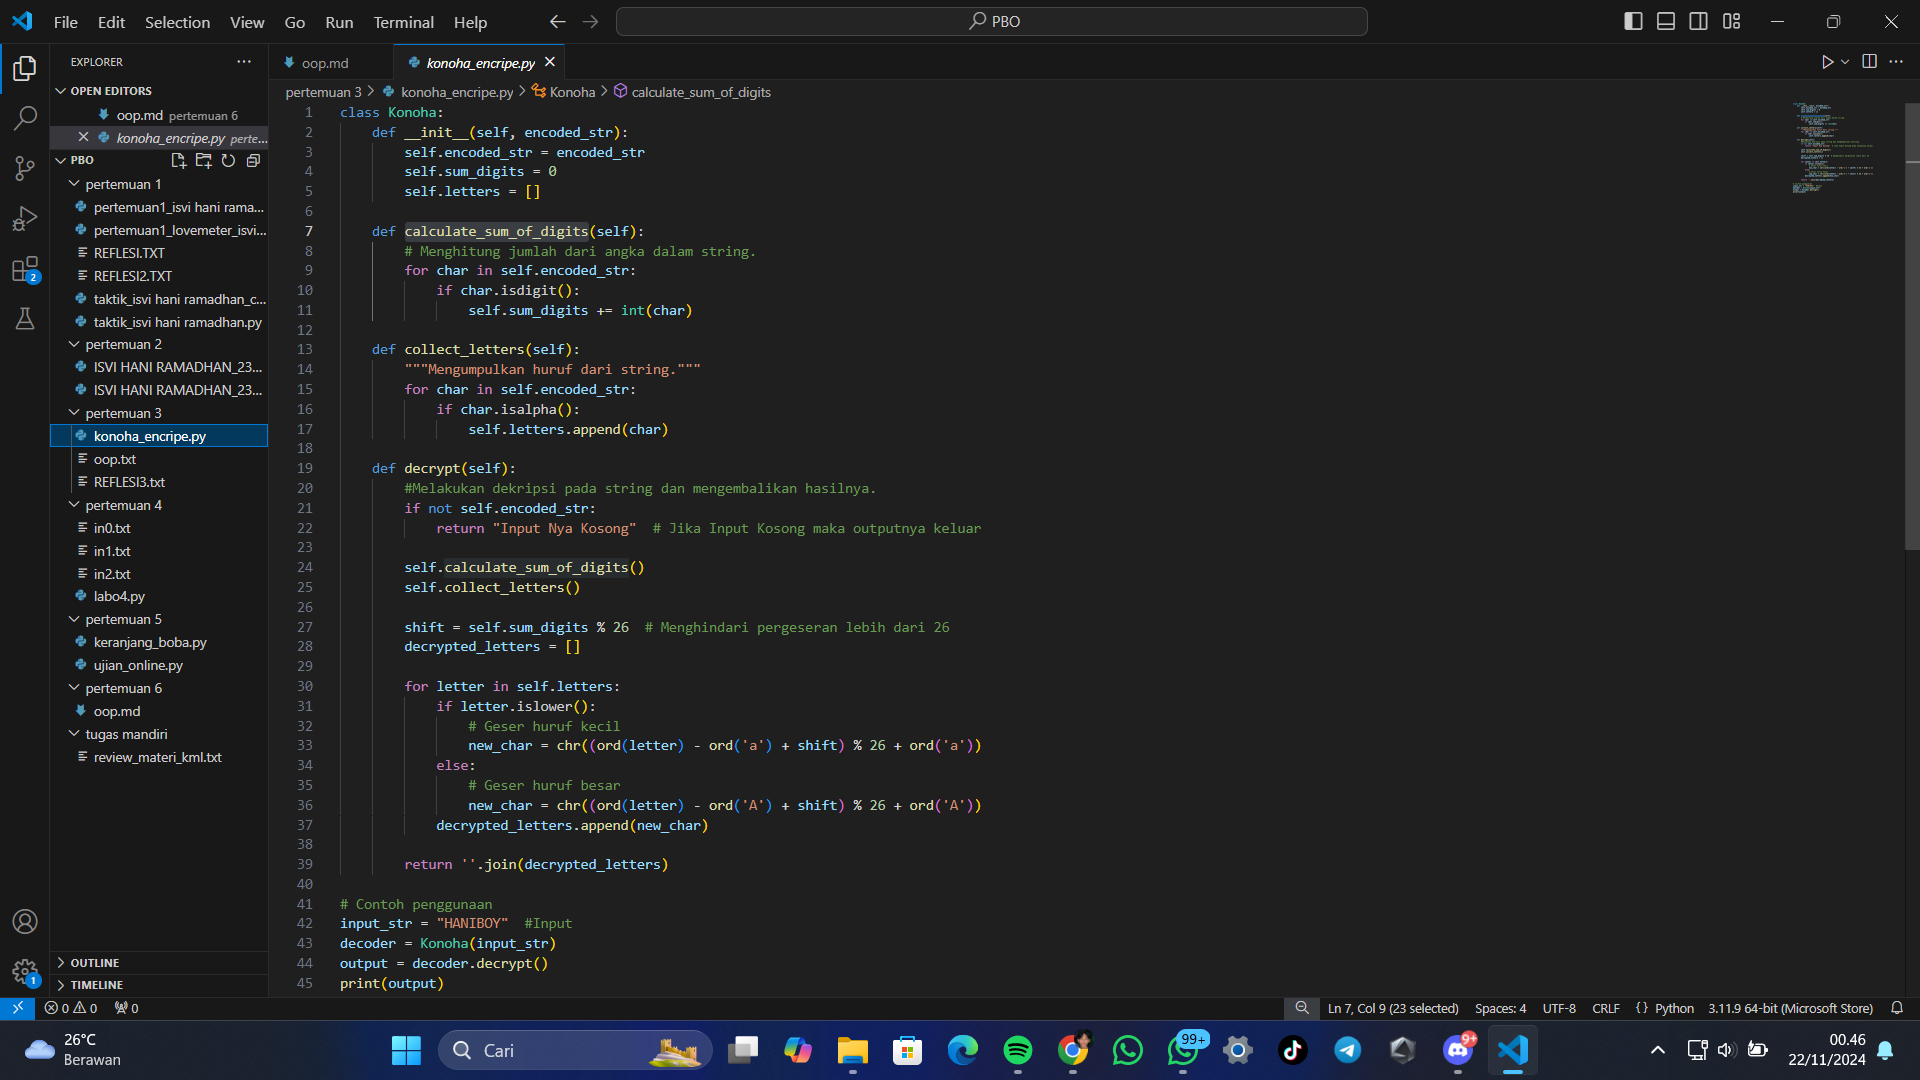 File Edit Selection View Go Run Terminal Help
PBO
EXPLORER
OPEN EDITORS
oop.md pertemuan 6
konoha_encripe.py perte...
PBO
pertemuan 1
pertemuan1_isvi hani rama...
pertemuan1_lovemeter_isvi...
REFLESI.TXT
REFLESI2.TXT
taktik_isvi hani ramadhan_c...
taktik_isvi hani ramadhan.py
pertemuan 2
ISVI HANI RAMADHAN_23...
ISVI HANI RAMADHAN_23...
pertemuan 3
konoha_encripe.py
oop.txt
REFLESI3.txt
pertemuan 4
in0.txt
in1.txt
in2.txt
labo4.py
pertemuan 5
keranjang_boba.py
ujian_online.py
pertemuan 6
oop.md
tugas mandiri
review_materi_kml.txt
OUTLINE
TIMELINE
2
1
oop.md
konoha_encripe.py
pertemuan 3 > konoha_encripe.py > Konoha > calculate_sum_of_digits
1 class Konoha:
2 def __init__(self, encoded_str):
3 self.encoded_str = encoded_str
4 self.sum_digits = 0
5 self.letters = []
6
7 def calculate_sum_of_digits(self):
8 # Menghitung jumlah dari angka dalam string.
9 for char in self.encoded_str:
10 if char.isdigit():
11 self.sum_digits += int(char)
12
13 def collect_letters(self):
14 """Mengumpulkan huruf dari string."""
15 for char in self.encoded_str:
16 if char.isalpha():
17 self.letters.append(char)
18
19 def decrypt(self):
20 #Melakukan dekripsi pada string dan mengembalikan hasilnya.
21 if not self.encoded_str:
22 return "Input Nya Kosong" # Jika Input Kosong maka outputnya keluar
23
24 self.calculate_sum_of_digits()
25 self.collect_letters()
26
27 shift = self.sum_digits % 26 # Menghindari pergeseran lebih dari 26
28 decrypted_letters = []
29
30 for letter in self.letters:
31 if letter.islower():
32 # Geser huruf kecil
33 new_char = chr((ord(letter) - ord('a') + shift) % 26 + ord('a'))
34 else:
35 # Geser huruf besar
36 new_char = chr((ord(letter) - ord('A') + shift) % 26 + ord('A'))
37 decrypted_letters.append(new_char)
38
39 return ''.join(decrypted_letters)
40
41 # Contoh penggunaan
42 input_str = "HANIBOY" #Input
43 decoder = Konoha(input_str)
44 output = decoder.decrypt()
45 print(output)
0 0 0
Ln 7, Col 9 (23 selected) Spaces: 4 UTF-8 CRLF {} Python 3.11.9 64-bit (Microsoft Store)
26°C
Berawan
Cari
99+
9+
00.46
22/11/2024